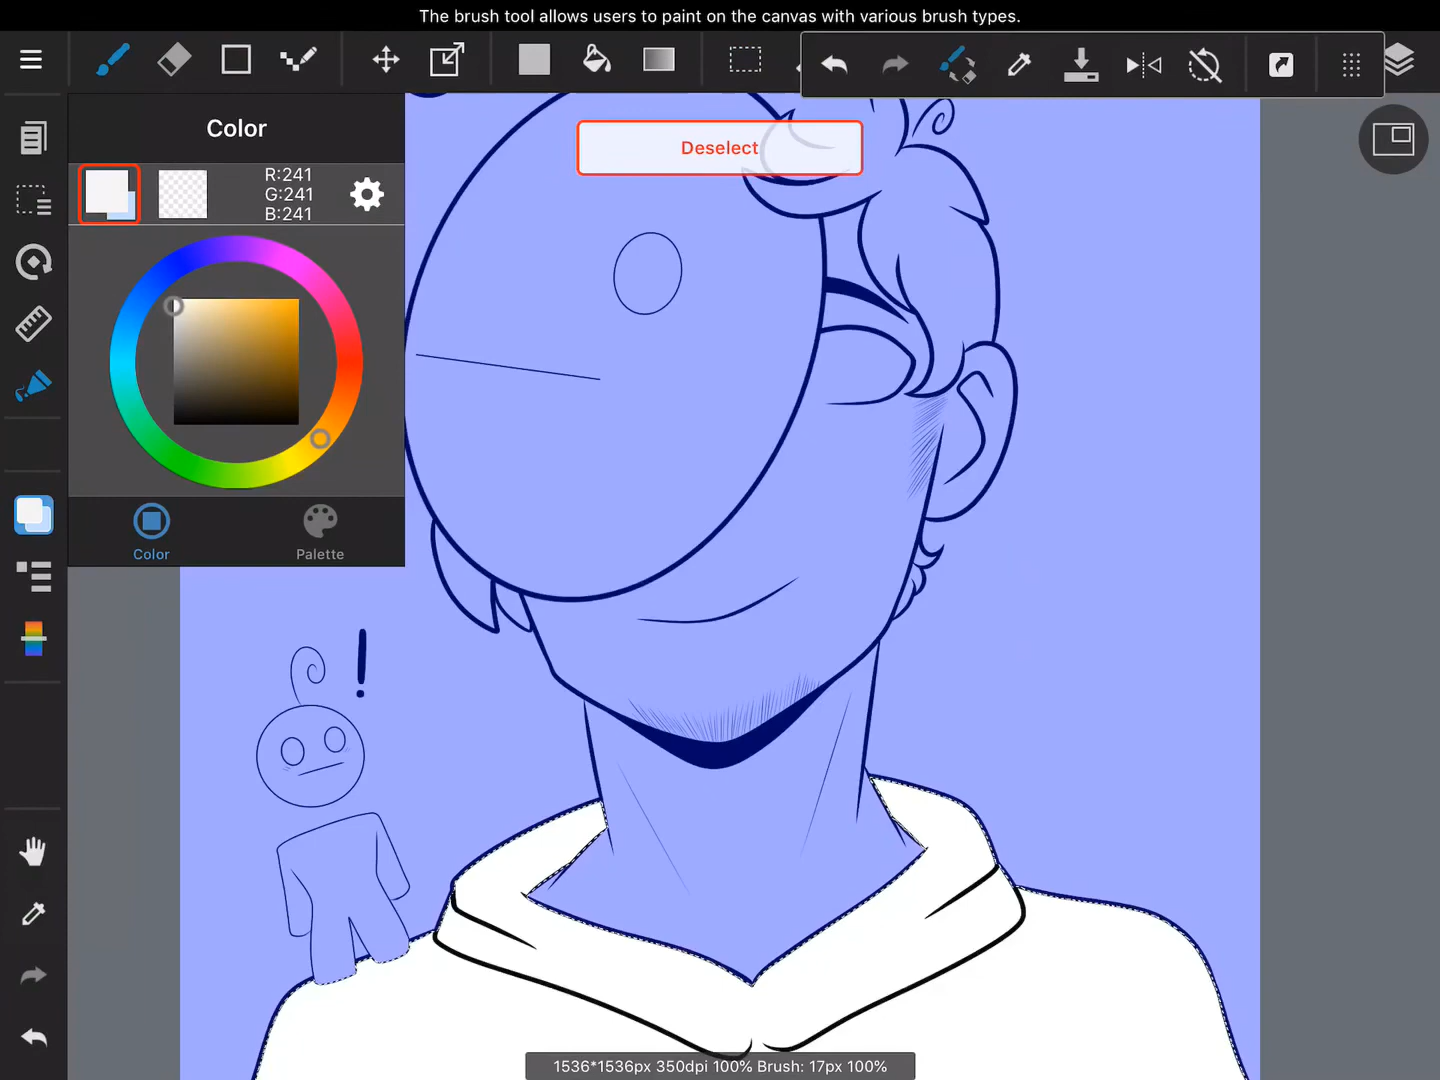 The brush tool allows users to paint on the canvas with various brush types.
Color
R:241
G:241
B:241
Deselect
Color
Palette
!
1536*1536px 350dpi 100% Brush: 17px 100%